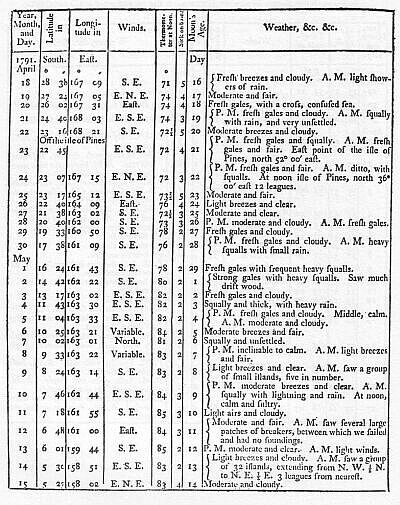 Year, Month, and Day. Latitude in Longitude in Winds. Thermometer at Noon. Sick on board Moon's Age. Weather, &c. &c.
1791. South. East. Day
April ° ′ ° ′ °
18 28 38 167 09 S. E. 71 5 16 Fresh breezes and cloudy. A. M. light showers of rain.
19 27 24 167 05 E. N. E. 74 4 17 Moderate and fair.
20 26 02 167 31 East. 74 4 18 Fresh gales, with a cross, confused sea.
21 24 40 168 03 E. S. E. 74 3 19 P. M. fresh gales and cloudy. A. M. squally with rain, and very unsettled.
22 23 16 168 21 S. E. 72½ 5 20 Moderate breezes and cloudy.
Off the isle of Pines
23 22 45 E. S. E. 72 4 21 P. M. fresh gales and squally. A. M. fresh gales and fair. East point of the isle of Pines, north 52° 00′ east.
24 23 07 167 15 E. N. E. 72 3 22 P. M. fresh gales and fair. A. M. ditto, with squalls. At noon isle of Pines, north 36° 00′ east 12 leagues.
25 23 17 165 12 E. S. E. 73½ 5 23 Moderate and fair.
26 22 40 164 09 East. 76 4 24 Light breezes and clear.
27 21 38 163 02 S. E. 72½ 3 25 Moderate and clear.
28 20 40 162 00 S. E. 73 3 26 P. M. moderate and cloudy. A. M. fresh gales.
29 19 33 160 50 S. E. 78 2 27 Fresh gales and cloudy.
30 17 38 161 09 S. E. 76 2 28 P. M. fresh gales and cloudy. A. M. heavy squalls with small rain.
May
1 16 24 161 43 S. E. 78 2 29 Fresh gales with frequent heavy squalls.
2 14 42 162 22 S. E. 80 2 1 Strong gales with heavy squalls. Saw much drift wood.
3 13 17 163 02 E. S. E. 82 2 2 Fresh gales and cloudy.
4 11 43 163 30 E. S. E. 82 2 3 Squally and thick, with heavy rain.
5 11 04 163 33 E. S. E. 82 2 4 P. M. fresh gales and cloudy. Middle, calm. A. M. moderate and cloudy.
6 10 25 163 21 Variable. 84 2 5 Moderate breezes and fair.
7 10 02 163 01 North. 81 2 6 Squally and unsettled.
8 9 33 163 22 Variable. 83 2 7 P. M. inclinable to calm. A. M. light breezes and fair.
9 8 24 163 14 S. E. 83 2 8 Light breezes and clear. A. M. saw a group of small islands, five in number.
10 7 46 162 44 E. S. E. 84 3 9 P. M. moderate breezes and clear. A. M. squally with lightning and rain. At noon, calm and sultry.
11 7 18 161 55 S. E. 85 3 10 Light airs and cloudy.
12 6 48 161 00 East. 84 3 11 Moderate and fair. A. M. saw several large patches of breakers, between which we sailed and had no soundings.
13 6 01 159 44 S. E. 85 2 12 P. M. moderate and clear. A. M. light winds.
14 5 30 158 51 E. S. E. 83 2 13 Light breezes and cloudy. A. M. saw a group of 32 islands, extending from N. W. ½ N. to N. E. ½ E. 3 leagues from nearest.
15 5 25 158 02 E. N. E. 83 4 14 Moderate and cloudy.